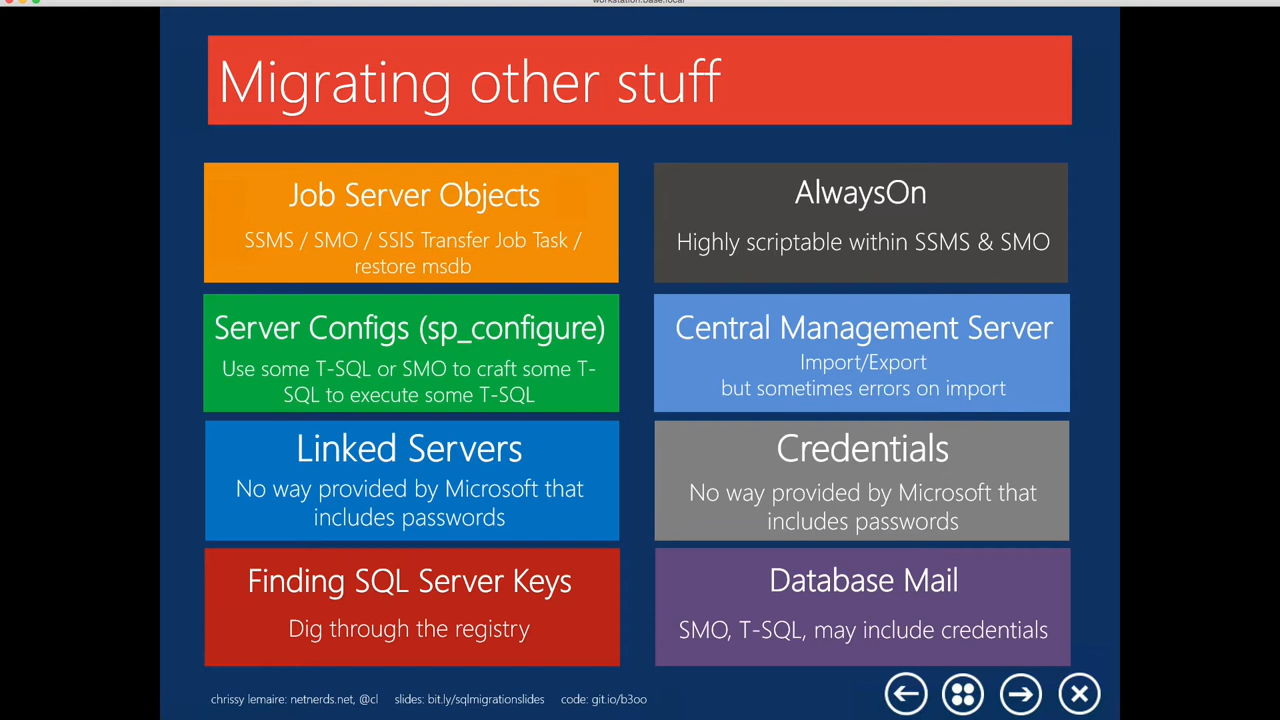 workstation.base.local
Migrating other stuff
Job Server Objects
SSMS / SMO / SSIS Transfer Job Task /
restore msdb
AlwaysOn
Highly scriptable within SSMS & SMO
Server Configs (sp_configure)
Use some T-SQL or SMO to craft some T-
SQL to execute some T-SQL
Central Management Server
Import/Export
but sometimes errors on import
Linked Servers
No way provided by Microsoft that
includes passwords
Credentials
No way provided by Microsoft that
includes passwords
Finding SQL Server Keys
Dig through the registry
Database Mail
SMO, T-SQL, may include credentials
chrissy lemaire: netnerds.net, @cl slides: bit.ly/sqlmigrationslides code: git.io/b3oo